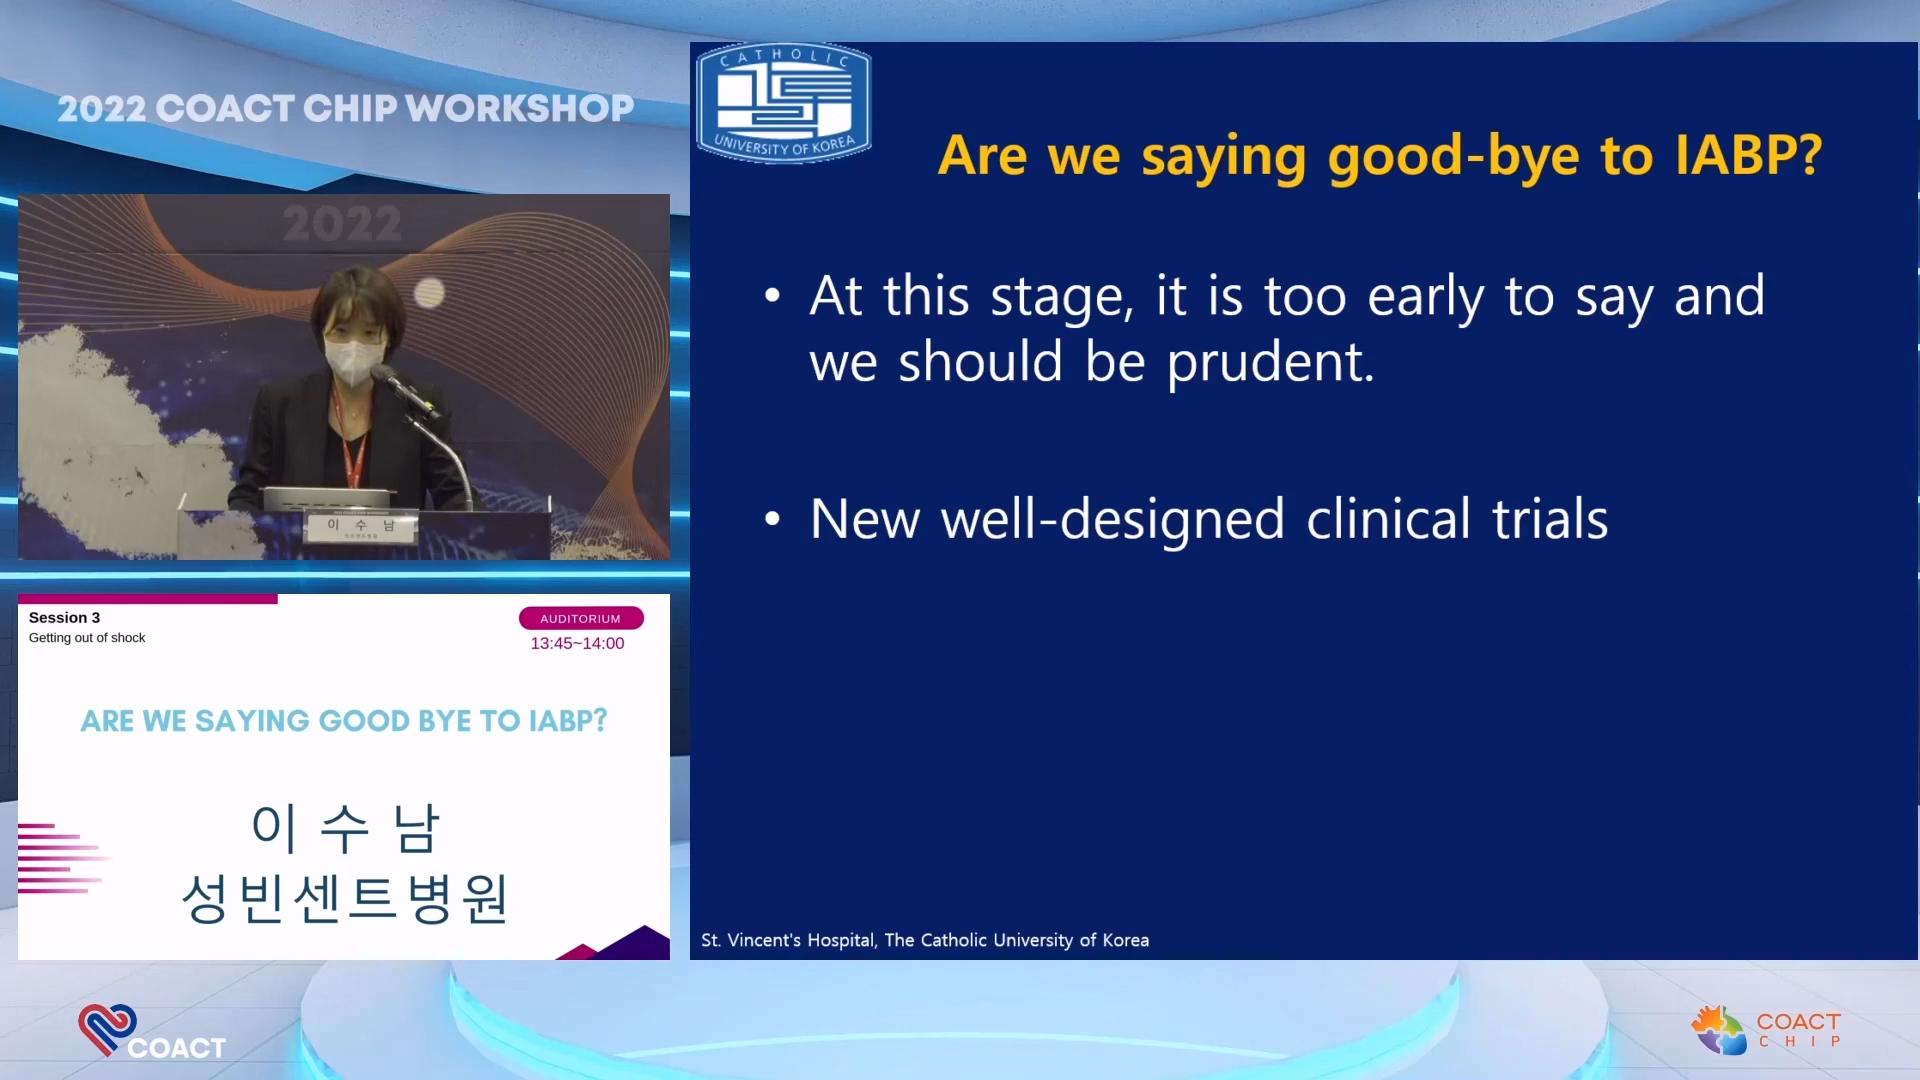 2022 COACT CHIP WORKSHOP
2022
이 수 남
Session 3
Getting out of shock
AUDITORIUM
13:45~14:00
ARE WE SAYING GOOD BYE TO IABP?
이 수 남
성빈센트병원
COACT
CATHOLIC
UNIVERSITY OF KOREA
Are we saying good-bye to IABP?
• At this stage, it is too early to say and
we should be prudent.
• New well-designed clinical trials
St. Vincent's Hospital, The Catholic University of Korea
COACT
CHIP